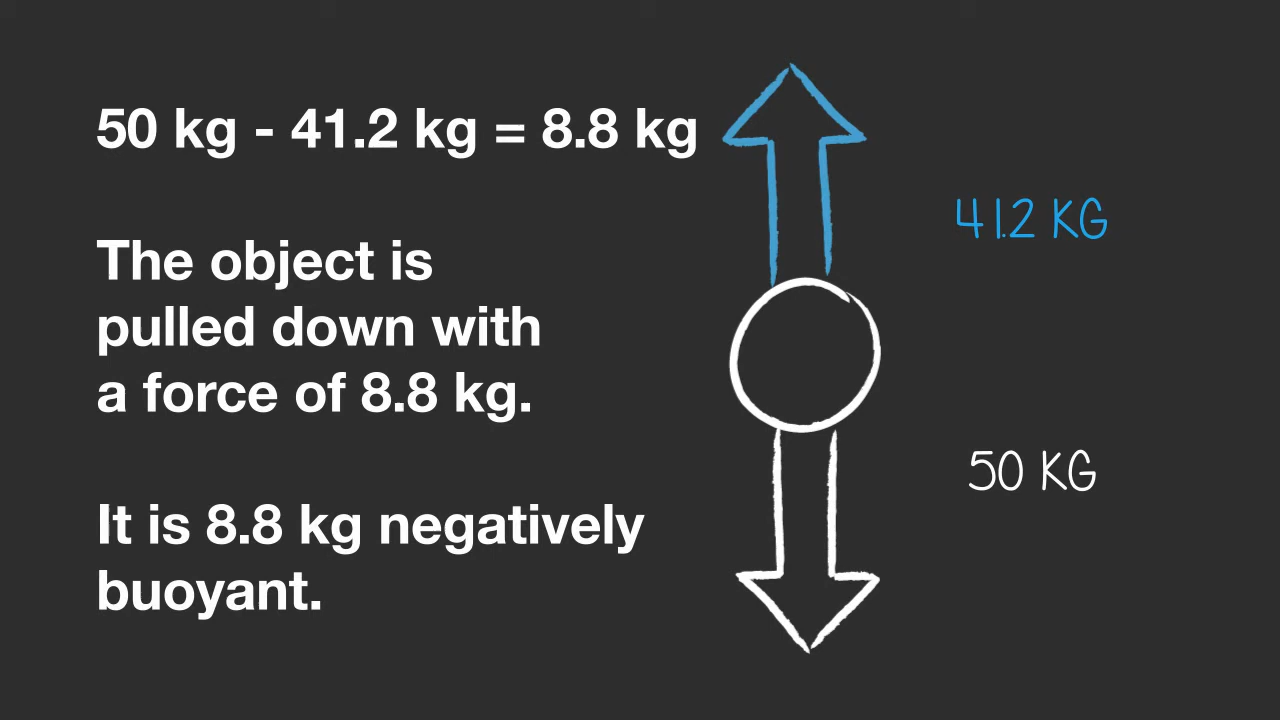 50 kg - 41.2 kg = 8.8 kg
The object is
pulled down with
a force of 8.8 kg.
It is 8.8 kg negatively
buoyant.
41.2 KG
50 KG